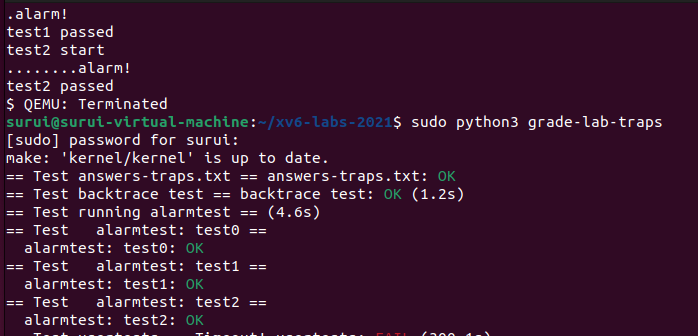 .alarm!
test1 passed
test2 start
........alarm!
test2 passed
$ QEMU: Terminated
surui@surui-virtual-machine:~/xv6-labs-2021$ sudo python3 grade-lab-traps
[sudo] password for surui:
make: 'kernel/kernel' is up to date.
== Test answers-traps.txt == answers-traps.txt: OK
== Test backtrace test == backtrace test: OK (1.2s)
== Test running alarmtest == (4.6s)
== Test   alarmtest: test0 ==
  alarmtest: test0: OK
== Test   alarmtest: test1 ==
  alarmtest: test1: OK
== Test   alarmtest: test2 ==
  alarmtest: test2: OK